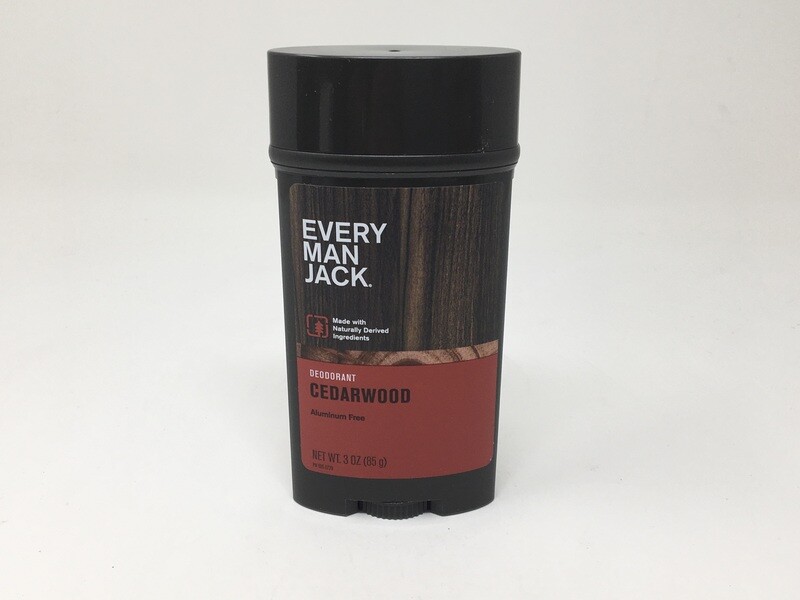 EVERY
MAN
JACK.
Made with
Naturally Derived
Ingredients
DEODORANT
CEDARWOOD
Aluminum Free
NET WT. 3 OZ (85 g)